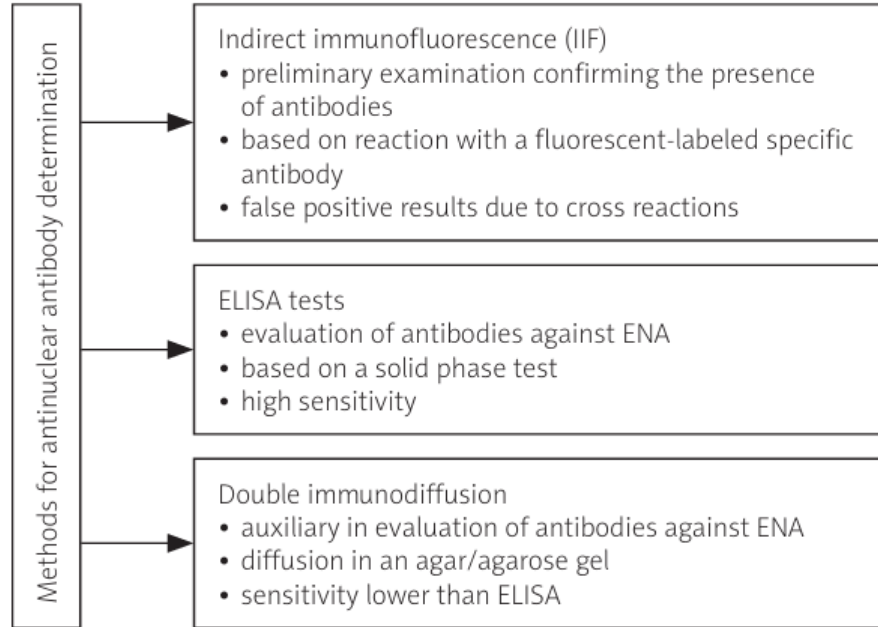 Methods for antinuclear antibody determination
Indirect immunofluorescence (IIF)
• preliminary examination confirming the presence
of antibodies
• based on reaction with a fluorescent-labeled specific
antibody
• false positive results due to cross reactions
ELISA tests
• evaluation of antibodies against ENA
• based on a solid phase test
• high sensitivity
Double immunodiffusion
• auxiliary in evaluation of antibodies against ENA
• diffusion in an agar/agarose gel
• sensitivity lower than ELISA